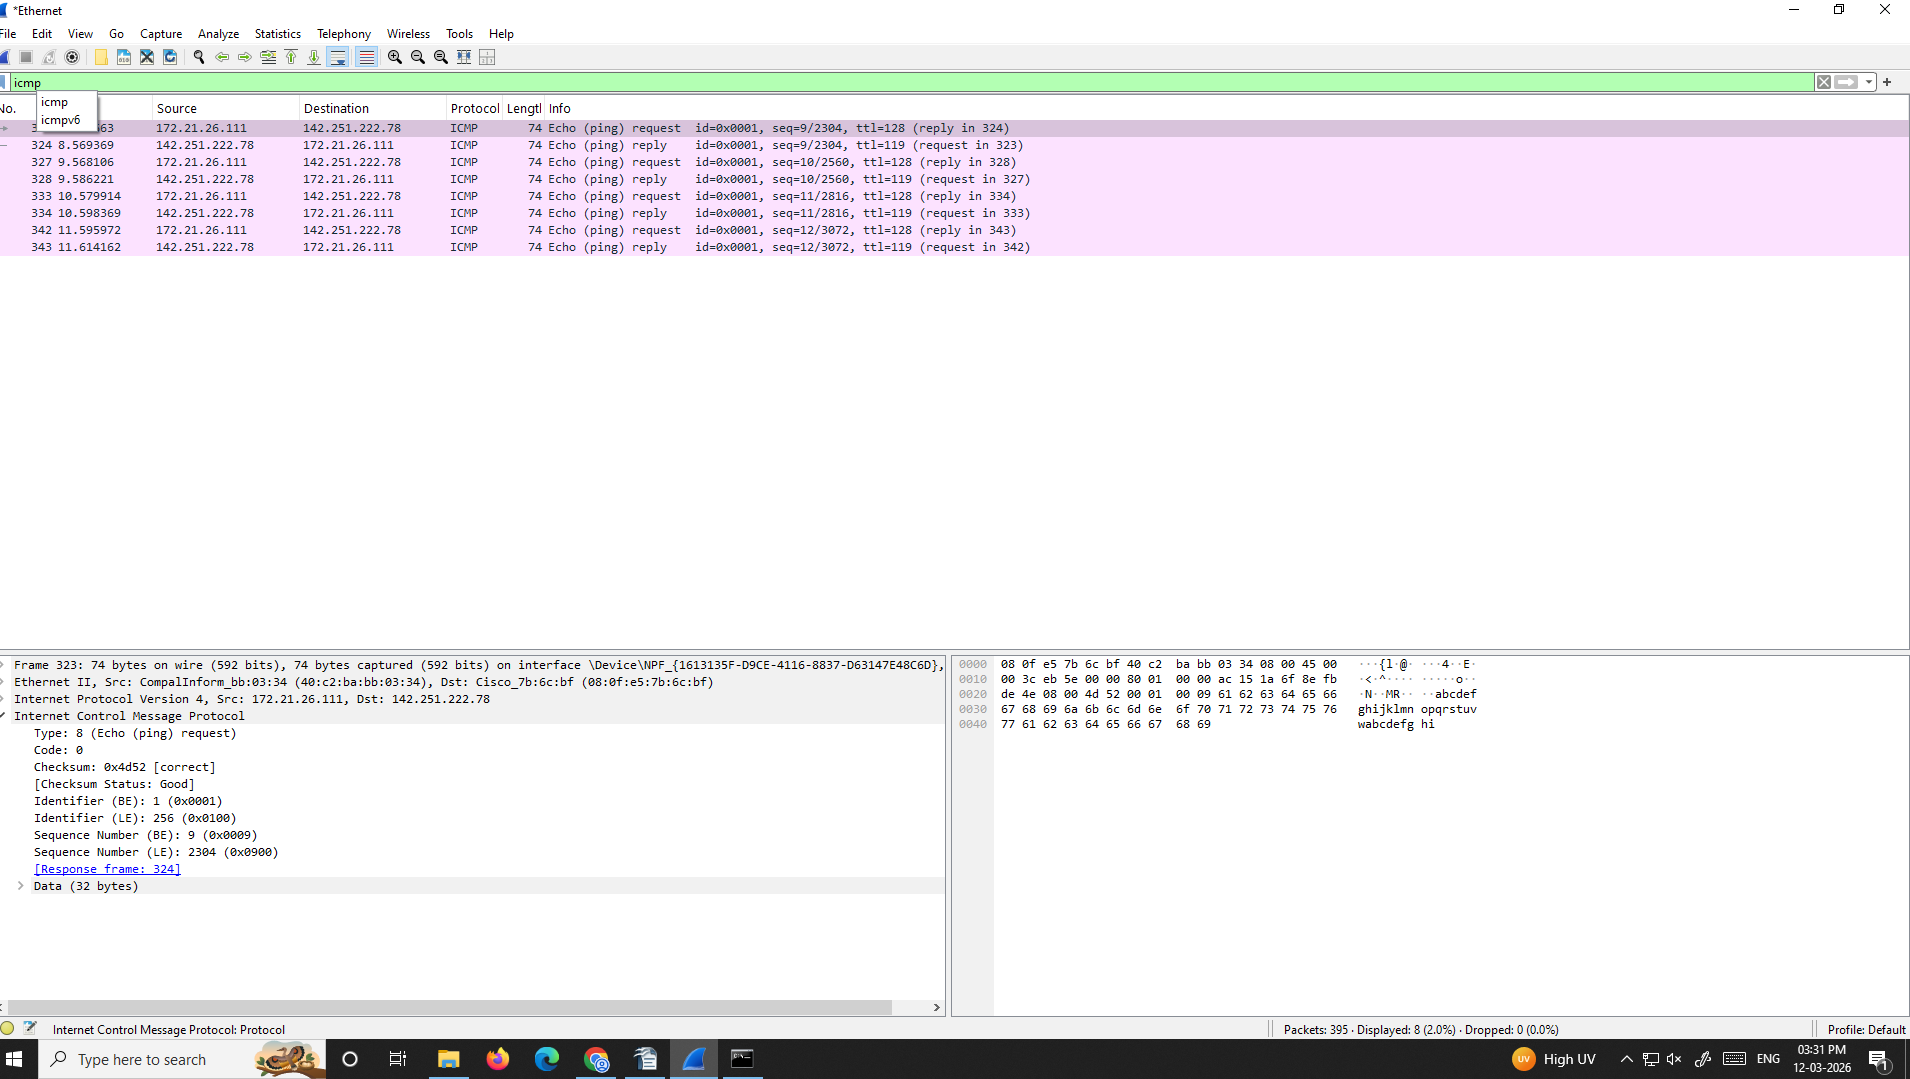 *Ethernet
File Edit View Go Capture Analyze Statistics Telephony Wireless Tools Help
icmp
icmp
icmpv6
No. Source Destination Protocol Lengtl Info
172.21.26.111 142.251.222.78 ICMP 74 Echo (ping) request id=0x0001, seq=9/2304, ttl=128 (reply in 324)
324 8.569369 142.251.222.78 172.21.26.111 ICMP 74 Echo (ping) reply id=0x0001, seq=9/2304, ttl=119 (request in 323)
327 9.568106 172.21.26.111 142.251.222.78 ICMP 74 Echo (ping) request id=0x0001, seq=10/2560, ttl=128 (reply in 328)
328 9.586221 142.251.222.78 172.21.26.111 ICMP 74 Echo (ping) reply id=0x0001, seq=10/2560, ttl=119 (request in 327)
333 10.579914 172.21.26.111 142.251.222.78 ICMP 74 Echo (ping) request id=0x0001, seq=11/2816, ttl=128 (reply in 334)
334 10.598369 142.251.222.78 172.21.26.111 ICMP 74 Echo (ping) reply id=0x0001, seq=11/2816, ttl=119 (request in 333)
342 11.595972 172.21.26.111 142.251.222.78 ICMP 74 Echo (ping) request id=0x0001, seq=12/3072, ttl=128 (reply in 343)
343 11.614162 142.251.222.78 172.21.26.111 ICMP 74 Echo (ping) reply id=0x0001, seq=12/3072, ttl=119 (request in 342)
Frame 323: 74 bytes on wire (592 bits), 74 bytes captured (592 bits) on interface \Device\NPF_{1613135F-D9CE-4116-8837-D63147E48C6D},
Ethernet II, Src: CompalInform_bb:03:34 (40:c2:ba:bb:03:34), Dst: Cisco_7b:6c:bf (08:0f:e5:7b:6c:bf)
Internet Protocol Version 4, Src: 172.21.26.111, Dst: 142.251.222.78
Internet Control Message Protocol
Type: 8 (Echo (ping) request)
Code: 0
Checksum: 0x4d52 [correct]
[Checksum Status: Good]
Identifier (BE): 1 (0x0001)
Identifier (LE): 256 (0x0100)
Sequence Number (BE): 9 (0x0009)
Sequence Number (LE): 2304 (0x0900)
[Response frame: 324]
Data (32 bytes)
0000 08 0f e5 7b 6c bf 40 c2 ba bb 03 34 08 00 45 00 ···{l·@· ···4··E·
0010 00 3c eb 5e 00 00 80 01 00 00 ac 15 1a 6f 8e fb ·<·^···· ·····o··
0020 de 4e 08 00 4d 52 00 01 00 09 61 62 63 64 65 66 ·N··MR·· ··abcdef
0030 67 68 69 6a 6b 6c 6d 6e 6f 70 71 72 73 74 75 76 ghijklmn opqrstuv
0040 77 61 62 63 64 65 66 67 68 69 wabcdefg hi
Internet Control Message Protocol: Protocol Packets: 395 · Displayed: 8 (2.0%) · Dropped: 0 (0.0%) Profile: Default
Type here to search
UV High UV ENG
03:31 PM
12-03-2026
1